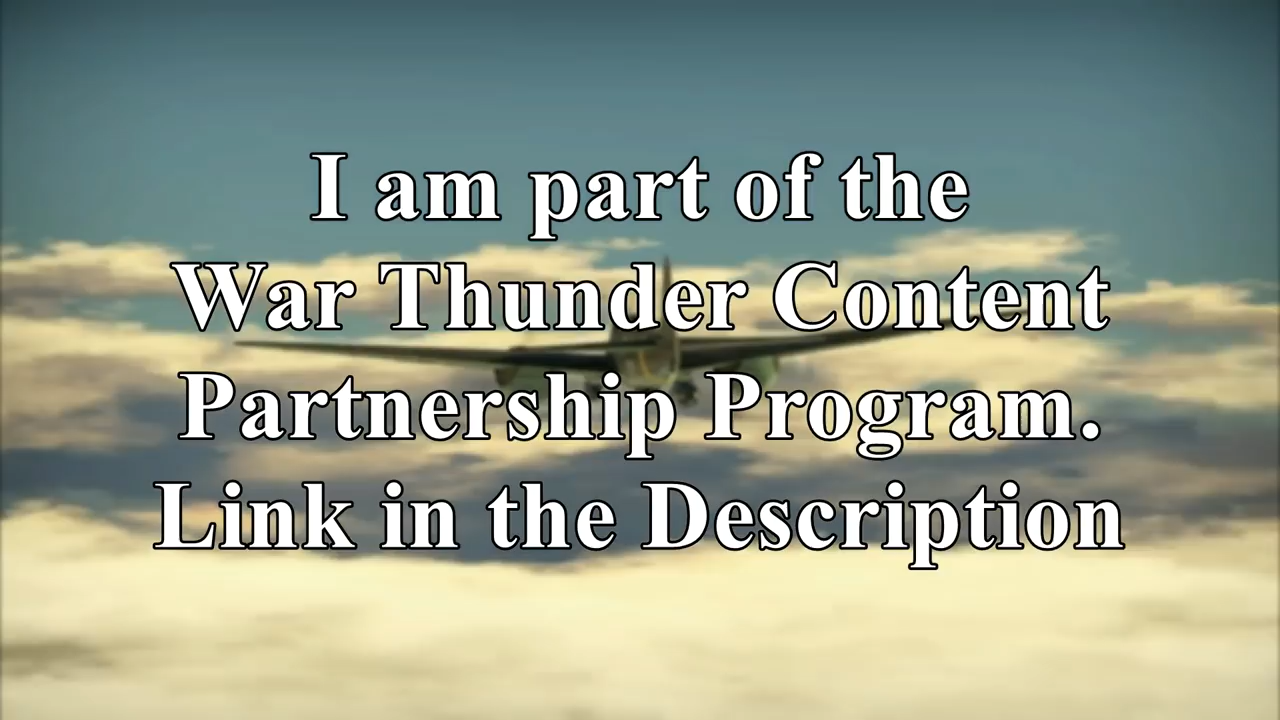 I am part of the
War Thunder Content
Partnership Program.
Link in the Description